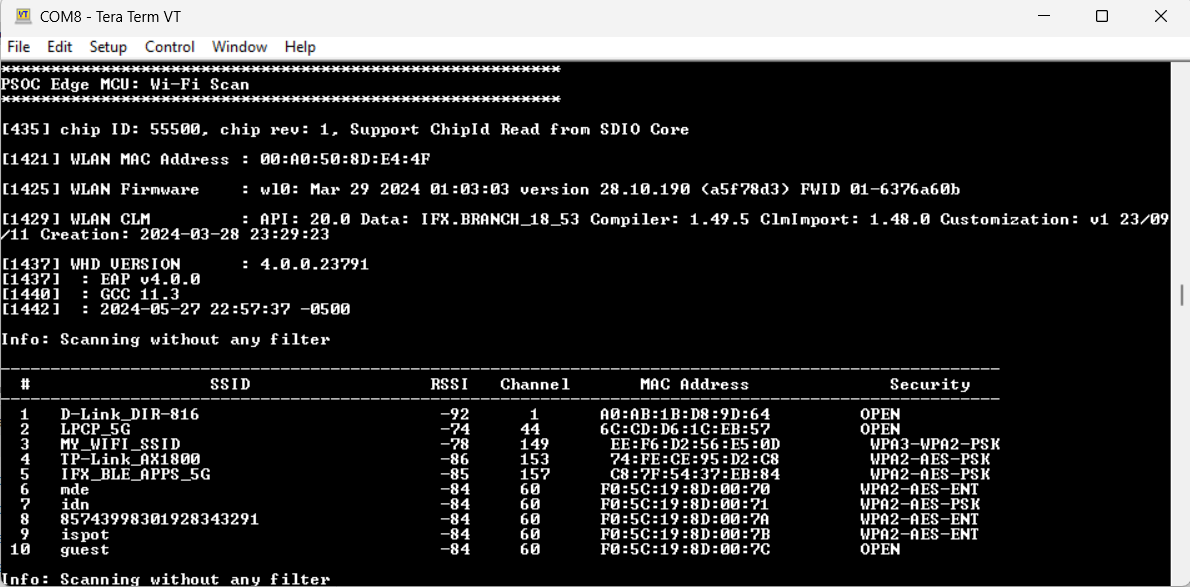 COM8 - Tera Term VT
File Edit Setup Control Window Help
********************************************************
PSOC Edge MCU: Wi-Fi Scan
********************************************************
[435] chip ID: 55500, chip rev: 1, Support ChipId Read from SDIO Core
[1421] WLAN MAC Address : 00:A0:50:8D:E4:4F
[1425] WLAN Firmware : wl0: Mar 29 2024 01:03:03 version 28.10.190 (a5f78d3) FWID 01-6376a60b
[1429] WLAN CLM : API: 20.0 Data: IFX.BRANCH_18_53 Compiler: 1.49.5 ClmImport: 1.48.0 Customization: v1 23/09
/11 Creation: 2024-03-28 23:29:23
[1437] WHD VERSION : 4.0.0.23791
[1437] : EAP v4.0.0
[1440] : GCC 11.3
[1442] : 2024-05-27 22:57:37 -0500
Info: Scanning without any filter
----------------------------------------------------------------------------------------------------
# SSID RSSI Channel MAC Address Security
----------------------------------------------------------------------------------------------------
1 D-Link_DIR-816 -92 1 A0:AB:1B:D8:9D:64 OPEN
2 LPCP_5G -74 44 6C:CD:D6:1C:EB:57 OPEN
3 MY_WIFI_SSID -78 149 EE:F6:D2:56:E5:0D WPA3-WPA2-PSK
4 TP-Link_AX1800 -86 153 74:FE:CE:95:D2:C8 WPA2-AES-PSK
5 IFX_BLE_APPS_5G -85 157 C8:7F:54:37:EB:84 WPA2-AES-PSK
6 mde -84 60 F0:5C:19:8D:00:70 WPA2-AES-ENT
7 idn -84 60 F0:5C:19:8D:00:71 WPA2-AES-PSK
8 85743998301928343291 -84 60 F0:5C:19:8D:00:7A WPA2-AES-ENT
9 ispot -84 60 F0:5C:19:8D:00:7B WPA2-AES-ENT
10 guest -84 60 F0:5C:19:8D:00:7C OPEN
Info: Scanning without any filter